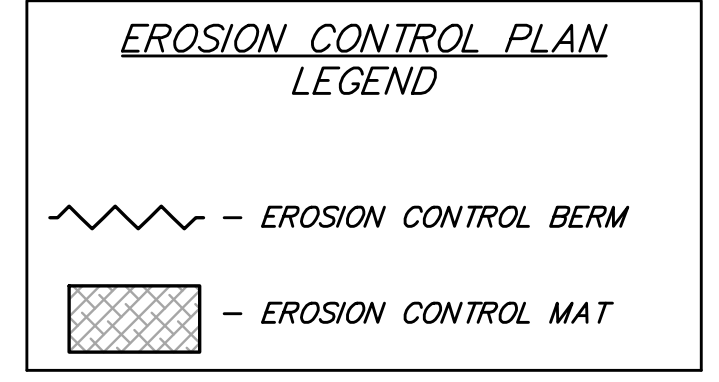 EROSION CONTROL PLAN
LEGEND
- EROSION CONTROL BERM
- EROSION CONTROL MAT